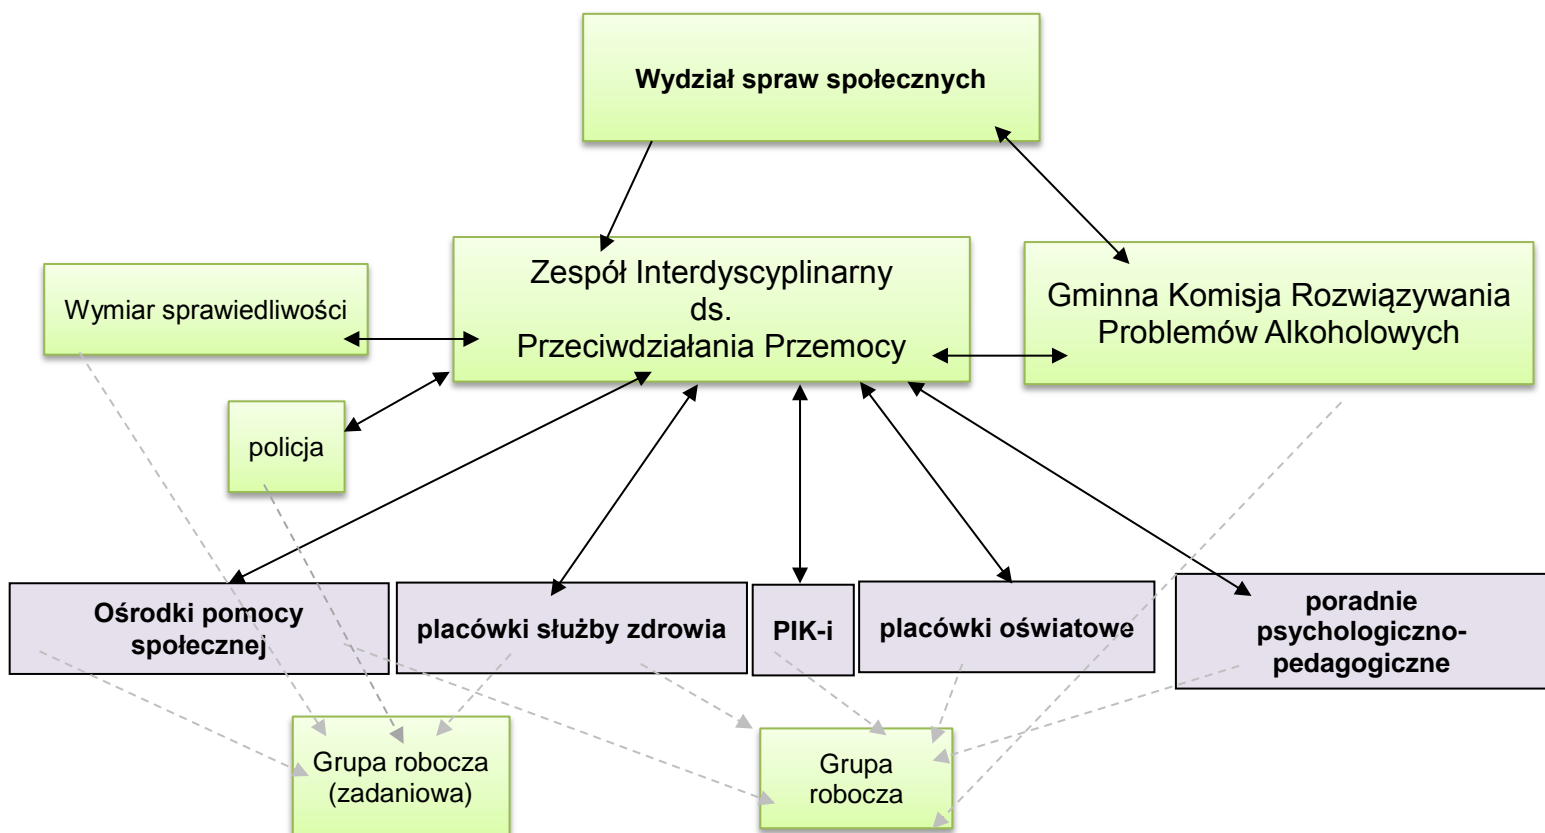 Wydział spraw społecznych
Zespół Interdyscyplinarny
ds.
Przeciwdziałania Przemocy
Gminna Komisja Rozwiązywania
Problemów Alkoholowych
Wymiar sprawiedliwości
policja
Ośrodki pomocy
społecznej
placówki służby zdrowia
PIK-i
placówki oświatowe
poradnie
psychologiczno-
pedagogiczne
Grupa robocza
(zadaniowa)
Grupa
robocza